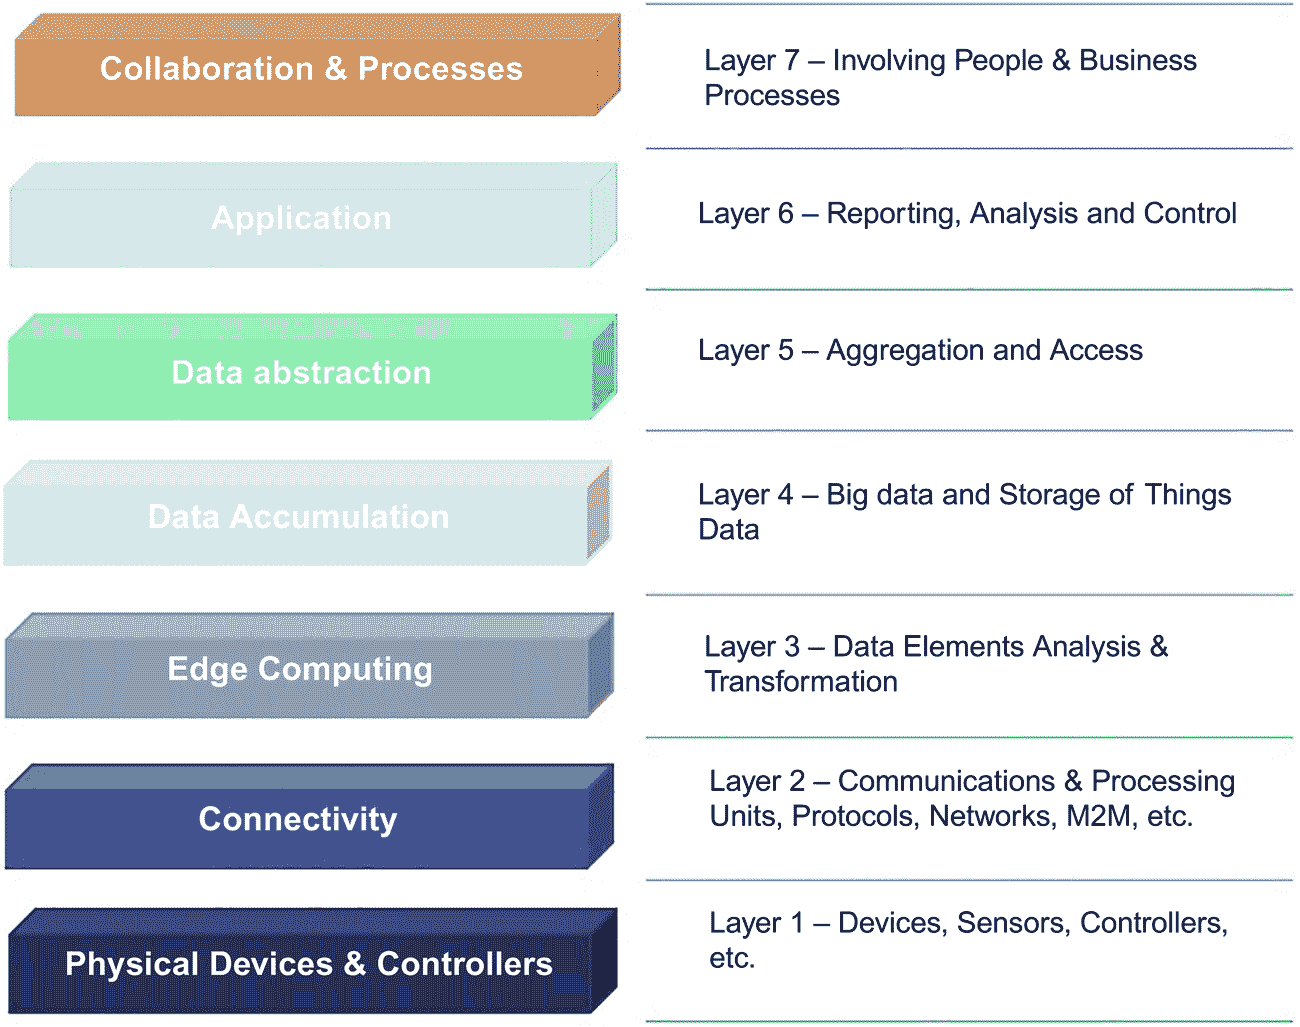 Collaboration & Processes
Layer 7 – Involving People & Business
Processes
Application
Layer 6 – Reporting, Analysis and Control
Data abstraction
Layer 5 – Aggregation and Access
Data Accumulation
Layer 4 – Big data and Storage of Things
Data
Edge Computing
Layer 3 – Data Elements Analysis &
Transformation
Connectivity
Layer 2 – Communications & Processing
Units, Protocols, Networks, M2M, etc.
Physical Devices & Controllers
Layer 1 – Devices, Sensors, Controllers,
etc.